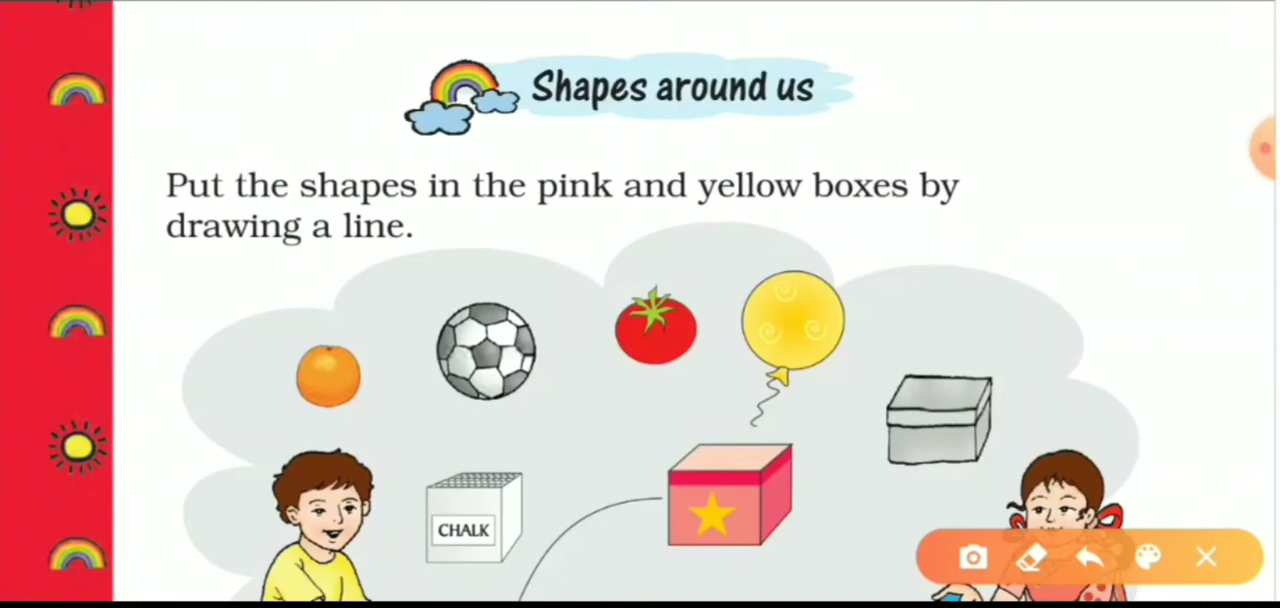 Shapes around us
Put the shapes in the pink and yellow boxes by
drawing a line.
CHALK